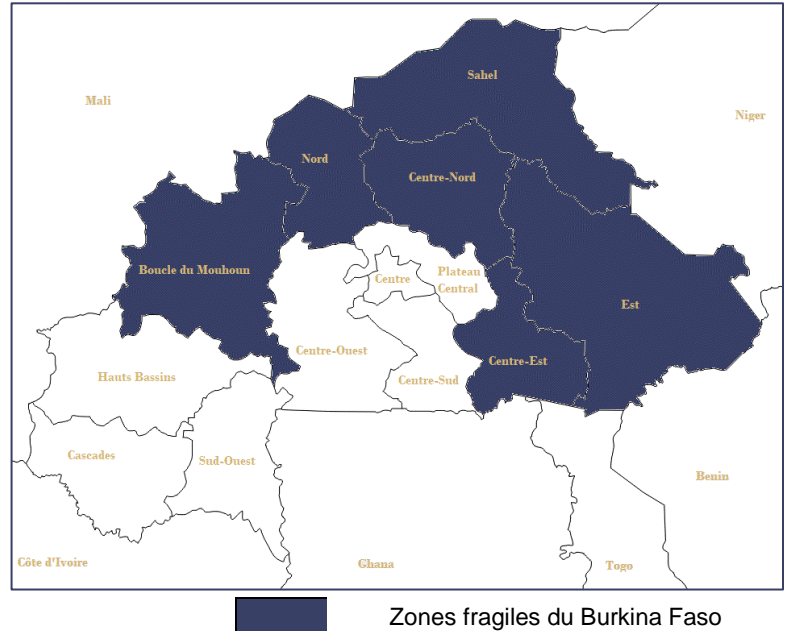 Sahel
Mali
Niger
Nord
Centre-Nord
Boucle du Mouhoun
Centre
Plateau
Central
Est
Centre-Ouest
Centre-Est
Hauts Bassins
Centre-Sud
Cascades
Sud-Ouest
Benin
Côte d'Ivoire
Ghana
Togo
Zones fragiles du Burkina Faso